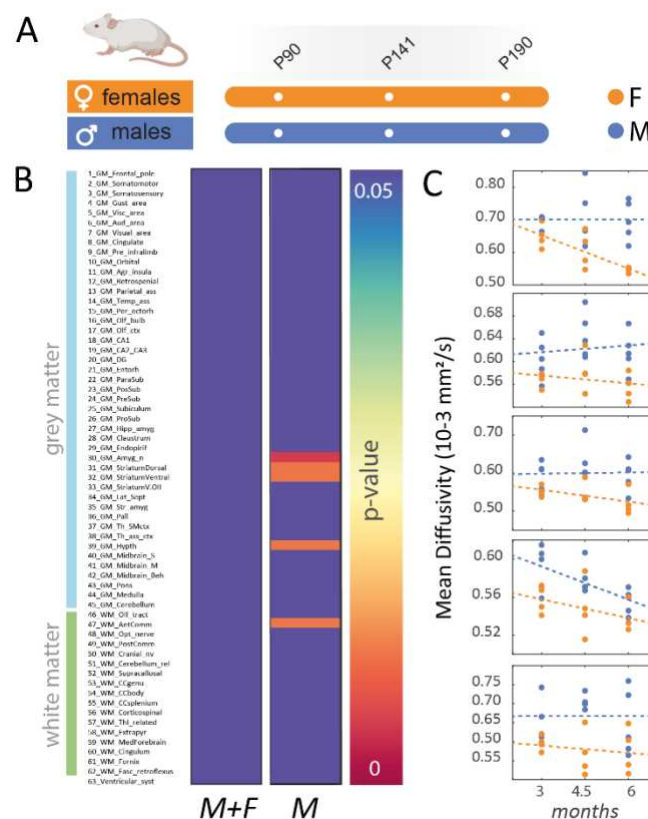 A
P90
P141
P190
♀ females
♂ males
F
M
B
1_GM_Frontal_pole
2_GM_Somatomotor
3_GM_Somatosensory
4_GM_Gust_area
5_GM_Visc_area
6_GM_Aud_area
7_GM_Visual_area
8_GM_Cingulate
9_GM_Pre_infralimb
10_GM_Orbital
11_GM_Agr_insula
12_GM_Retrospenial
13_GM_Parietal_ass
14_GM_Temp_ass
15_GM_Per_ectorh
16_GM_Olf_bulb
17_GM_Olf_ctx
18_GM_CA1
19_GM_CA2_CA3
20_GM_DG
21_GM_Entorh
22_GM_ParaSub
23_GM_PosSub
24_GM_PreSub
25_GM_Subiculum
26_GM_ProSub
27_GM_Hipp_amyg
28_GM_Cleustrum
29_GM_Endopirif
30_GM_Amyg_n
31_GM_StriatumDorsal
32_GM_StriatumVentral
33_GM_StriatumV.Olf
34_GM_Lat_Sept
35_GM_Str_amyg
36_GM_Pall
37_GM_Th_SMctx
38_GM_Th_ass_ctx
39_GM_Hypth
40_GM_Midbrain_S
41_GM_Midbrain_M
42_GM_Midbrain_Beh
43_GM_Pons
44_GM_Medulla
45_GM_Cerebellum
46_WM_Olf_tract
47_WM_AntComm
48_WM_Opt_nerve
49_WM_PostComm
50_WM_Cranial_nv
51_WM_Cerebellum_rel
52_WM_Supracallosal
53_WM_CCgenu
54_WM_CCbody
55_WM_CCsplenium
56_WM_Corticospinal
57_WM_Thl_related
58_WM_Extrapyr
59_WM_MedForebrain
60_WM_Cingulum
61_WM_Fornix
62_WM_Fasc_retroflexus
63_Ventricular_syst
grey matter
white matter
M+F
M
0.05
p-value
0
C
Mean Diffusivity (10-3 mm²/s)
0.80
0.70
0.60
0.50
0.68
0.64
0.60
0.56
0.70
0.60
0.50
0.60
0.56
0.52
0.75
0.65
0.65
0.55
3 4.5 6
months